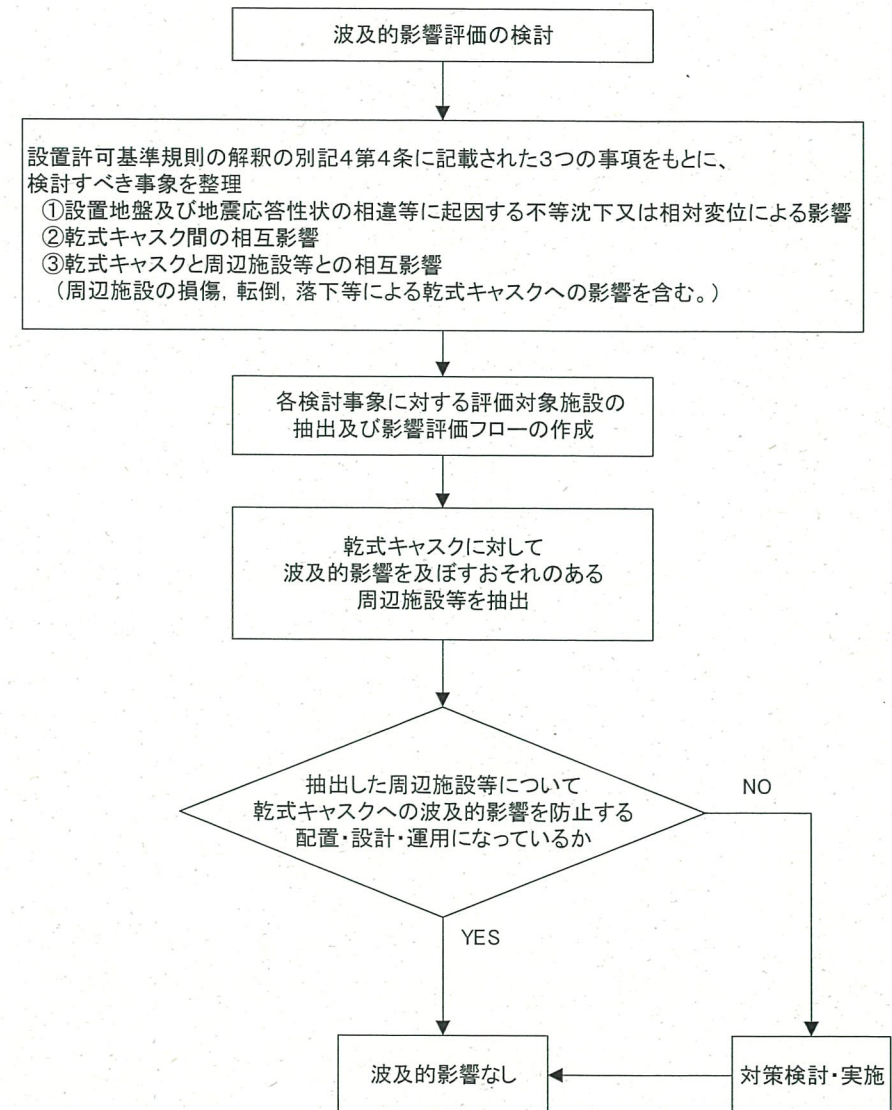 波及的影響評価の検討
設置許可基準規則の解釈の別記4第4条に記載された3つの事項をもとに、
検討すべき事象を整理
①設置地盤及び地震応答性状の相違等に起因する不等沈下又は相対変位による影響
②乾式キャスク間の相互影響
③乾式キャスクと周辺施設等との相互影響
（周辺施設の損傷，転倒，落下等による乾式キャスクへの影響を含む。）
各検討事象に対する評価対象施設の
抽出及び影響評価フローの作成
乾式キャスクに対して
波及的影響を及ぼすおそれのある
周辺施設等を抽出
抽出した周辺施設等について
乾式キャスクへの波及的影響を防止する
配置・設計・運用になっているか
NO
YES
波及的影響なし
対策検討・実施